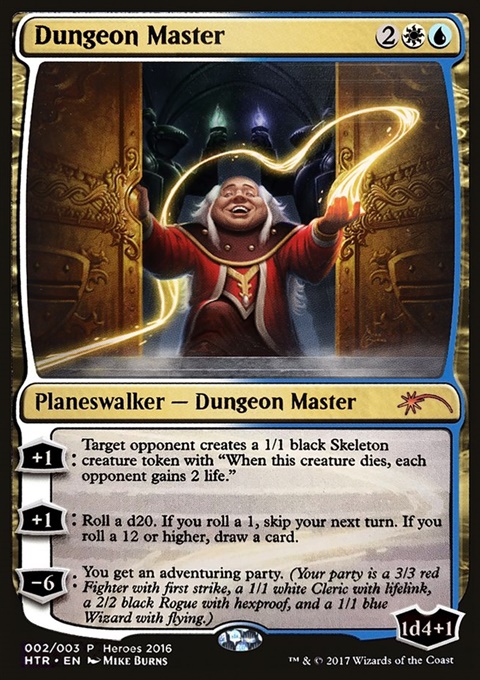 Dungeon Master 2
Planeswalker — Dungeon Master
+1 : Target opponent creates a 1/1 black Skeleton
creature token with “When this creature dies, each
opponent gains 2 life.”
+1 : Roll a d20. If you roll a 1, skip your next turn. If you
roll a 12 or higher, draw a card.
-6 : You get an adventuring party. (Your party is a 3/3 red
Fighter with first strike, a 1/1 white Cleric with lifelink,
a 2/2 black Rogue with hexproof, and a 1/1 blue
Wizard with flying.)
1d4+1
002/003 P Heroes 2016
HTR • EN Mike Burns
™ & © 2017 Wizards of the Coast